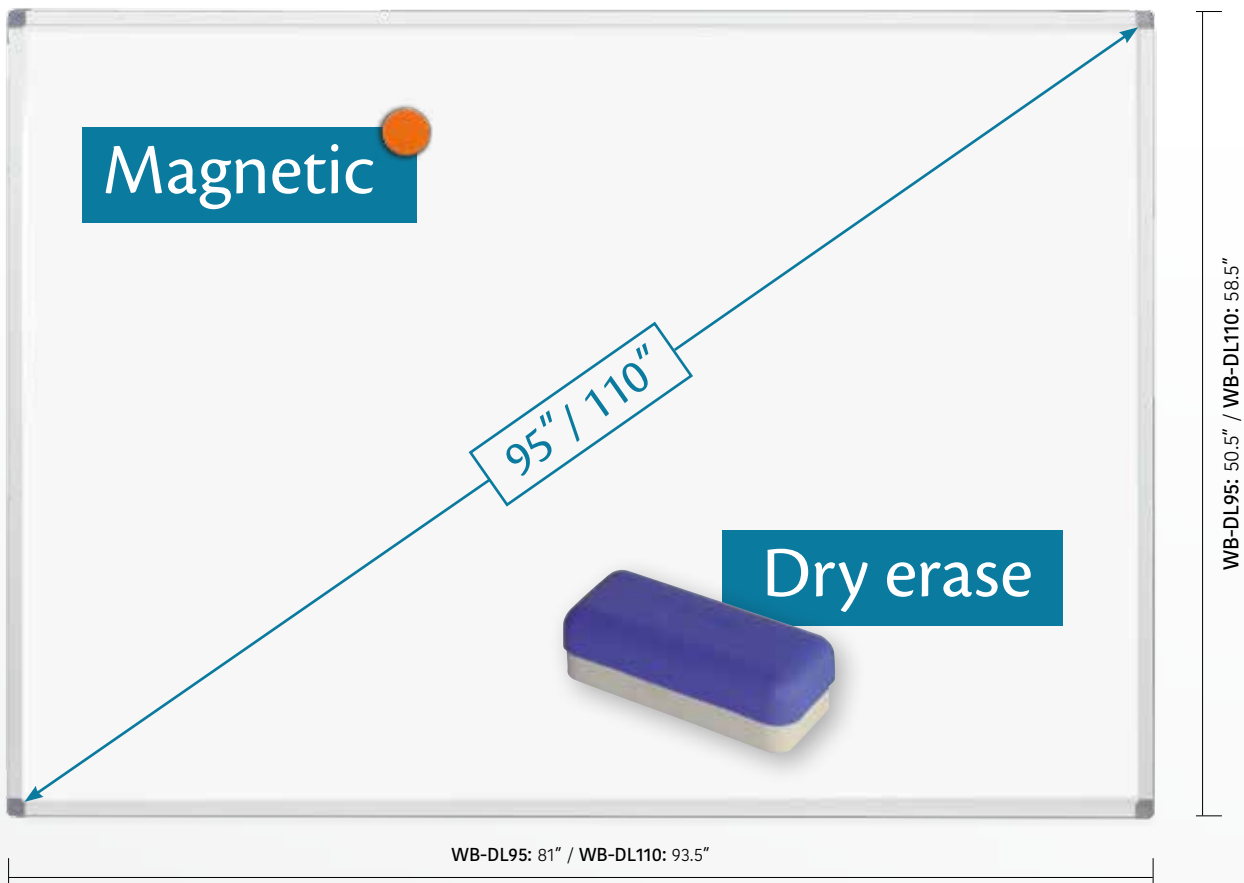 Magnetic
95″ / 110″
Dry erase
WB-DL95: 50.5″ / WB-DL110: 58.5″
WB-DL95: 81″ / WB-DL110: 93.5″